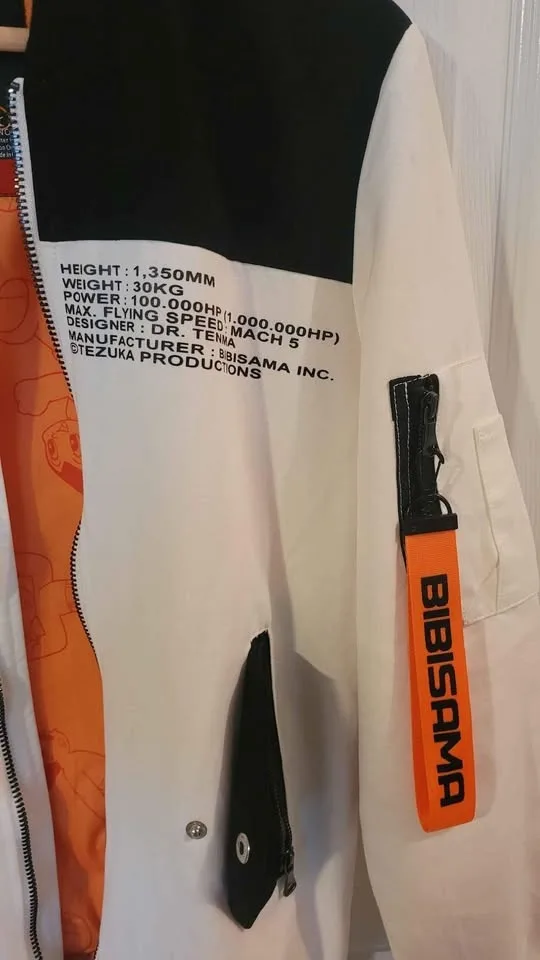 HEIGHT : 1,350MM
WEIGHT : 30KG
POWER : 100.000HP (1.000.000HP)
MAX. FLYING SPEED: MACH 5
DESIGNER : DR. TENMA
MANUFACTURER : BIBISAMA INC.
©TEZUKA PRODUCTIONS
BIBISAMA